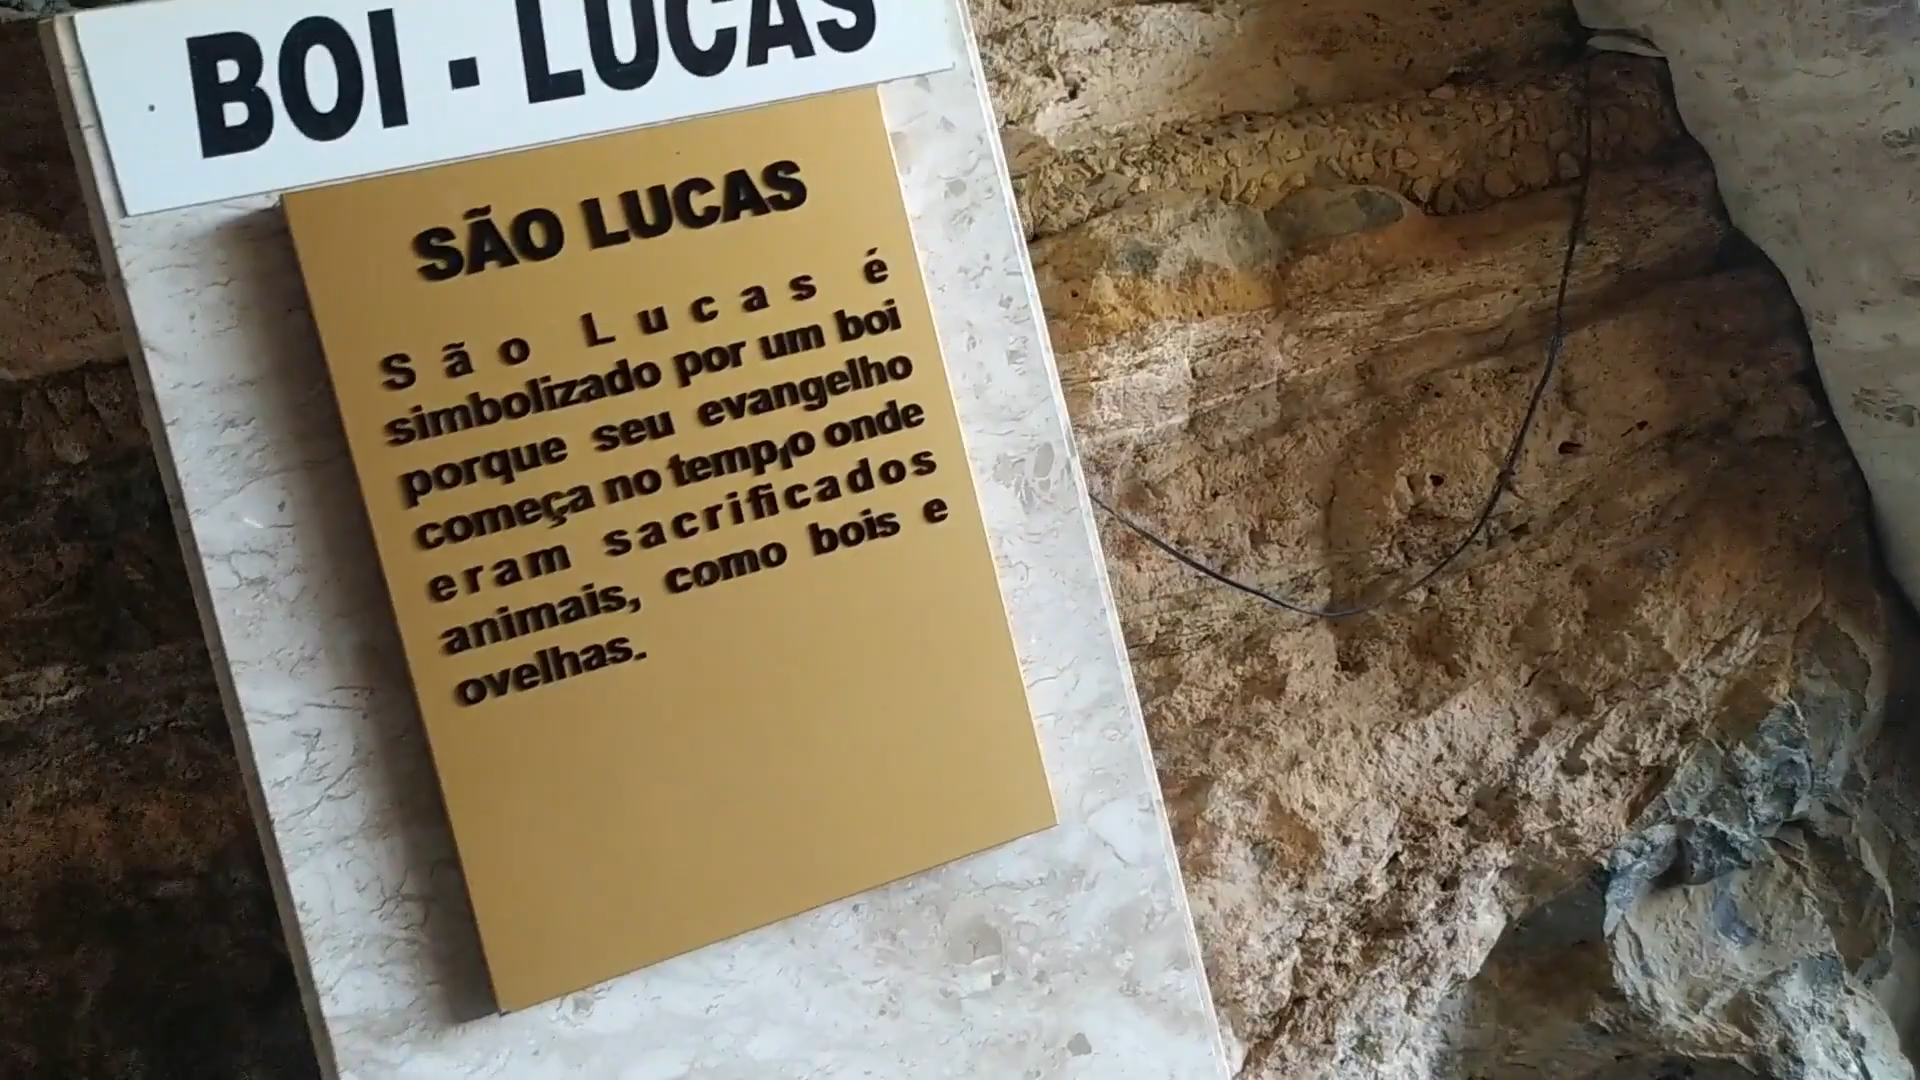 BOI - LUCAS
SÃO LUCAS
São Lucas é
simbolizado por um boi
porque seu evangelho
começa no templo onde
eram sacrificados
animais, como bois e
ovelhas.